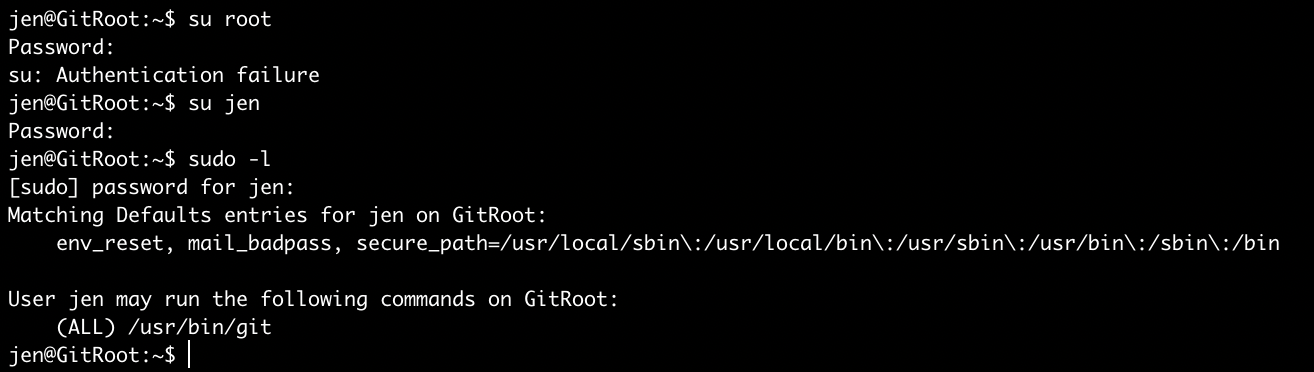 jen@GitRoot:~$ su root
Password:
su: Authentication failure
jen@GitRoot:~$ su jen
Password:
jen@GitRoot:~$ sudo -l
[sudo] password for jen:
Matching Defaults entries for jen on GitRoot:
    env_reset, mail_badpass, secure_path=/usr/local/sbin\:/usr/local/bin\:/usr/sbin\:/usr/bin\:/sbin\:/bin

User jen may run the following commands on GitRoot:
    (ALL) /usr/bin/git
jen@GitRoot:~$